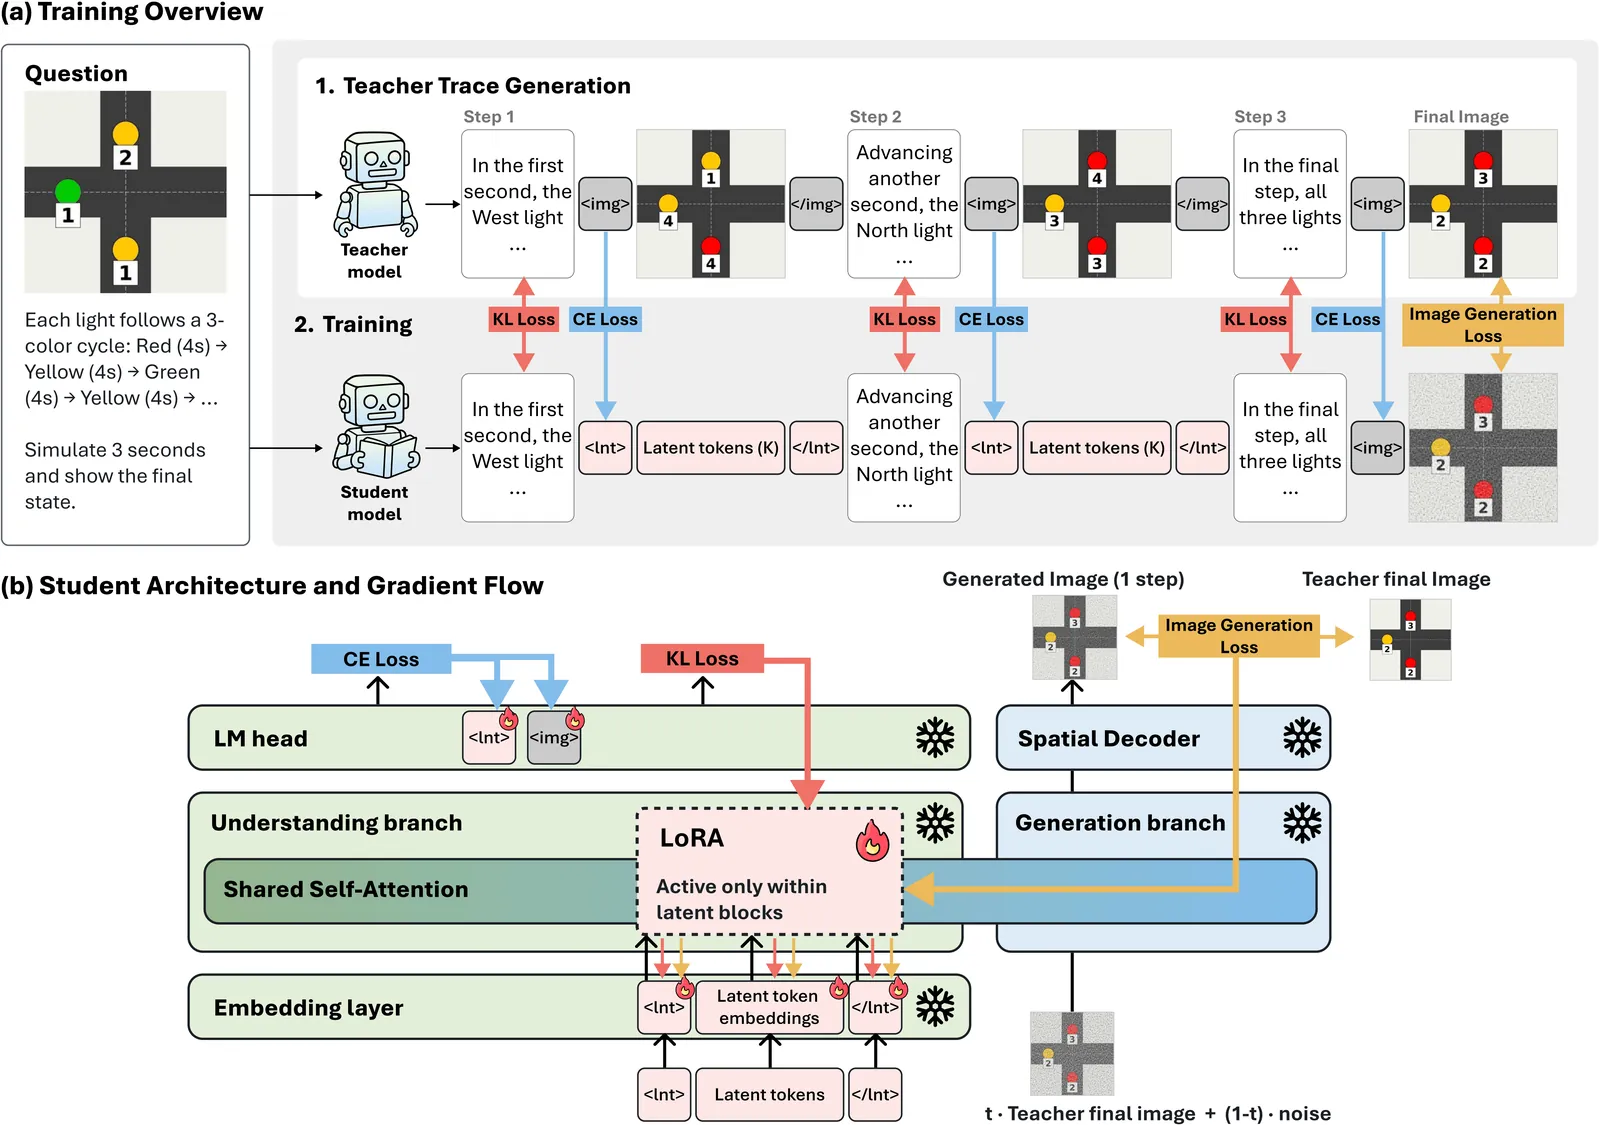 (a) Training Overview
Question
2
1
1
Each light follows a 3-
color cycle: Red (4s) →
Yellow (4s) → Green
(4s) → Yellow (4s) → ...
Simulate 3 seconds
and show the final
state.
1. Teacher Trace Generation
Teacher
model
Step 1
In the first
second, the
West light
...
<img>
1
4
4
</img>
Step 2
Advancing
another
second, the
North light
...
<img>
4
3
3
</img>
Step 3
In the final
step, all
three lights
...
<img>
Final Image
3
2
2
KL Loss
CE Loss
KL Loss
CE Loss
KL Loss
CE Loss
Image Generation
Loss
2. Training
Student
model
In the first
second, the
West light
...
<lnt>
Latent tokens (K)
</lnt>
Advancing
another
second, the
North light
...
<lnt>
Latent tokens (K)
</lnt>
In the final
step, all
three lights
...
<img>
3
2
2
(b) Student Architecture and Gradient Flow
Generated Image (1 step)
Teacher final Image
3
2
2
Image Generation
Loss
3
2
2
CE Loss
KL Loss
LM head
<lnt>
<img>
Spatial Decoder
Understanding branch
Generation branch
Shared Self-Attention
LoRA
Active only within
latent blocks
Embedding layer
<lnt>
Latent token
embeddings
</lnt>
<lnt>
Latent tokens
</lnt>
3
2
2
t · Teacher final image + (1-t) · noise